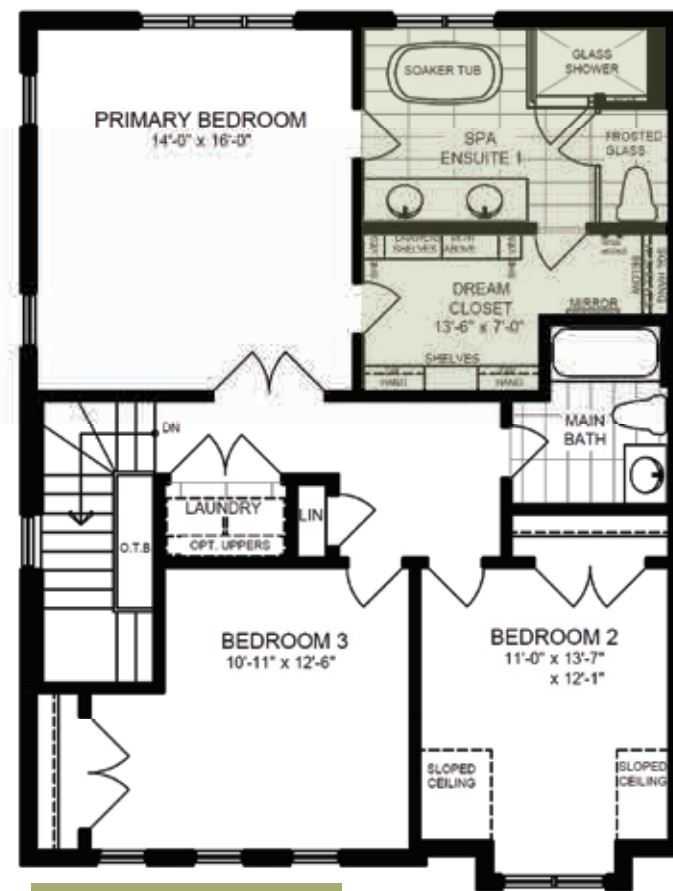 PRIMARY BEDROOM
14'-0" x 16'-0"
SOAKER TUB
GLASS
SHOWER
SPA
ENSUITE 1
FROSTED
GLASS
DREAM
CLOSET
13'-6" x 7'-0"
MIRROR
SHELVES
HANG
HANG
MAIN
BATH
DN
LAUNDRY
OPT. UPPERS
LIN
O.T.B
BEDROOM 3
10'-11" x 12'-6"
BEDROOM 2
11'-0" x 13'-7"
x 12'-1"
SLOPED
CEILING
SLOPED
CEILING